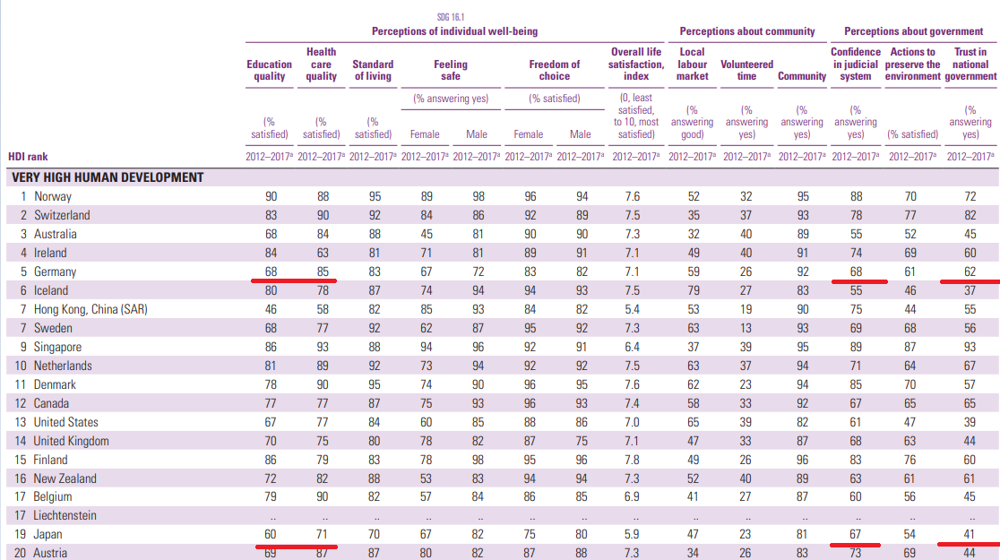 SDG 16.1
Perceptions of individual well-being Perceptions about community Perceptions about government
Education quality Health care quality Standard of living Feeling safe Freedom of choice Overall life satisfaction, index Local labour market Volunteered time Community Confidence in judicial system Actions to preserve the environment Trust in national government
(% satisfied) (% satisfied) (% satisfied) (% answering yes) (% satisfied) (0, least satisfied, to 10, most satisfied) (% answering good) (% answering yes) (% answering yes) (% answering yes) (% satisfied) (% answering yes)
Female Male Female Male
HDI rank 2012–2017ª 2012–2017ª 2012–2017ª 2012–2017ª 2012–2017ª 2012–2017ª 2012–2017ª 2012–2017ª 2012–2017ª 2012–2017ª 2012–2017ª 2012–2017ª 2012–2017ª 2012–2017ª
VERY HIGH HUMAN DEVELOPMENT
1 Norway 90 88 95 89 98 96 94 7.6 52 32 95 88 70 72
2 Switzerland 83 90 92 84 86 92 89 7.5 35 37 93 78 77 82
3 Australia 68 84 88 45 81 90 90 7.3 32 40 89 55 52 45
4 Ireland 84 63 81 71 81 89 91 7.1 49 40 91 74 69 60
5 Germany 68 85 83 67 72 83 82 7.1 59 26 92 68 61 62
6 Iceland 80 78 87 74 94 94 93 7.5 79 27 83 55 46 37
7 Hong Kong, China (SAR) 46 58 82 85 93 84 82 5.4 53 19 90 75 44 55
7 Sweden 68 77 92 62 87 95 92 7.3 63 13 93 69 68 56
9 Singapore 86 93 88 94 96 92 91 6.4 37 39 95 89 87 93
10 Netherlands 81 89 92 73 94 92 92 7.5 63 37 94 71 64 67
11 Denmark 78 90 95 74 90 96 95 7.6 62 23 94 85 70 57
12 Canada 77 77 87 75 93 96 93 7.4 58 33 92 67 65 65
13 United States 67 77 84 60 85 88 86 7.0 65 39 82 61 47 39
14 United Kingdom 70 75 80 78 82 87 75 7.1 47 33 87 68 63 44
15 Finland 86 79 83 78 98 95 96 7.8 49 26 96 83 76 60
16 New Zealand 72 82 88 53 83 94 94 7.3 52 40 89 63 61 61
17 Belgium 79 90 82 57 84 86 85 6.9 41 27 87 60 56 45
17 Liechtenstein .. .. .. .. .. .. .. .. .. .. .. .. .. ..
19 Japan 60 71 70 67 82 75 80 5.9 47 23 81 67 54 41
20 Austria 69 87 87 80 82 87 88 7.3 34 26 83 73 69 44